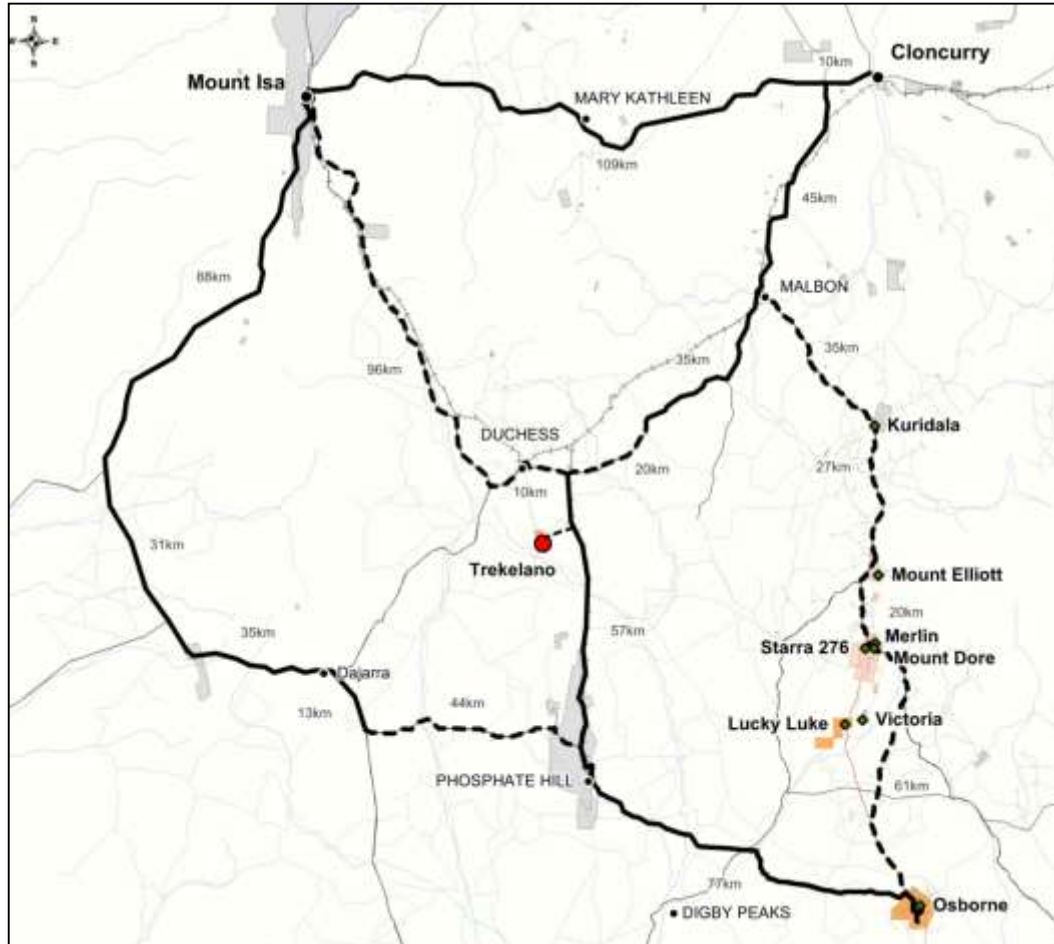 N
W
E
S
Mount Isa
Cloncurry
10km
MARY KATHLEEN
109km
45km
88km
MALBON
35km
35km
96km
Kuridala
DUCHESS
27km
20km
10km
31km
Trekelano
Mount Elliott
20km
35km
57km
Merlin
Starra 276
Mount Dore
Dajarra
13km
44km
Lucky Luke
Victoria
PHOSPHATE HILL
61km
77km
DIGBY PEAKS
Osborne